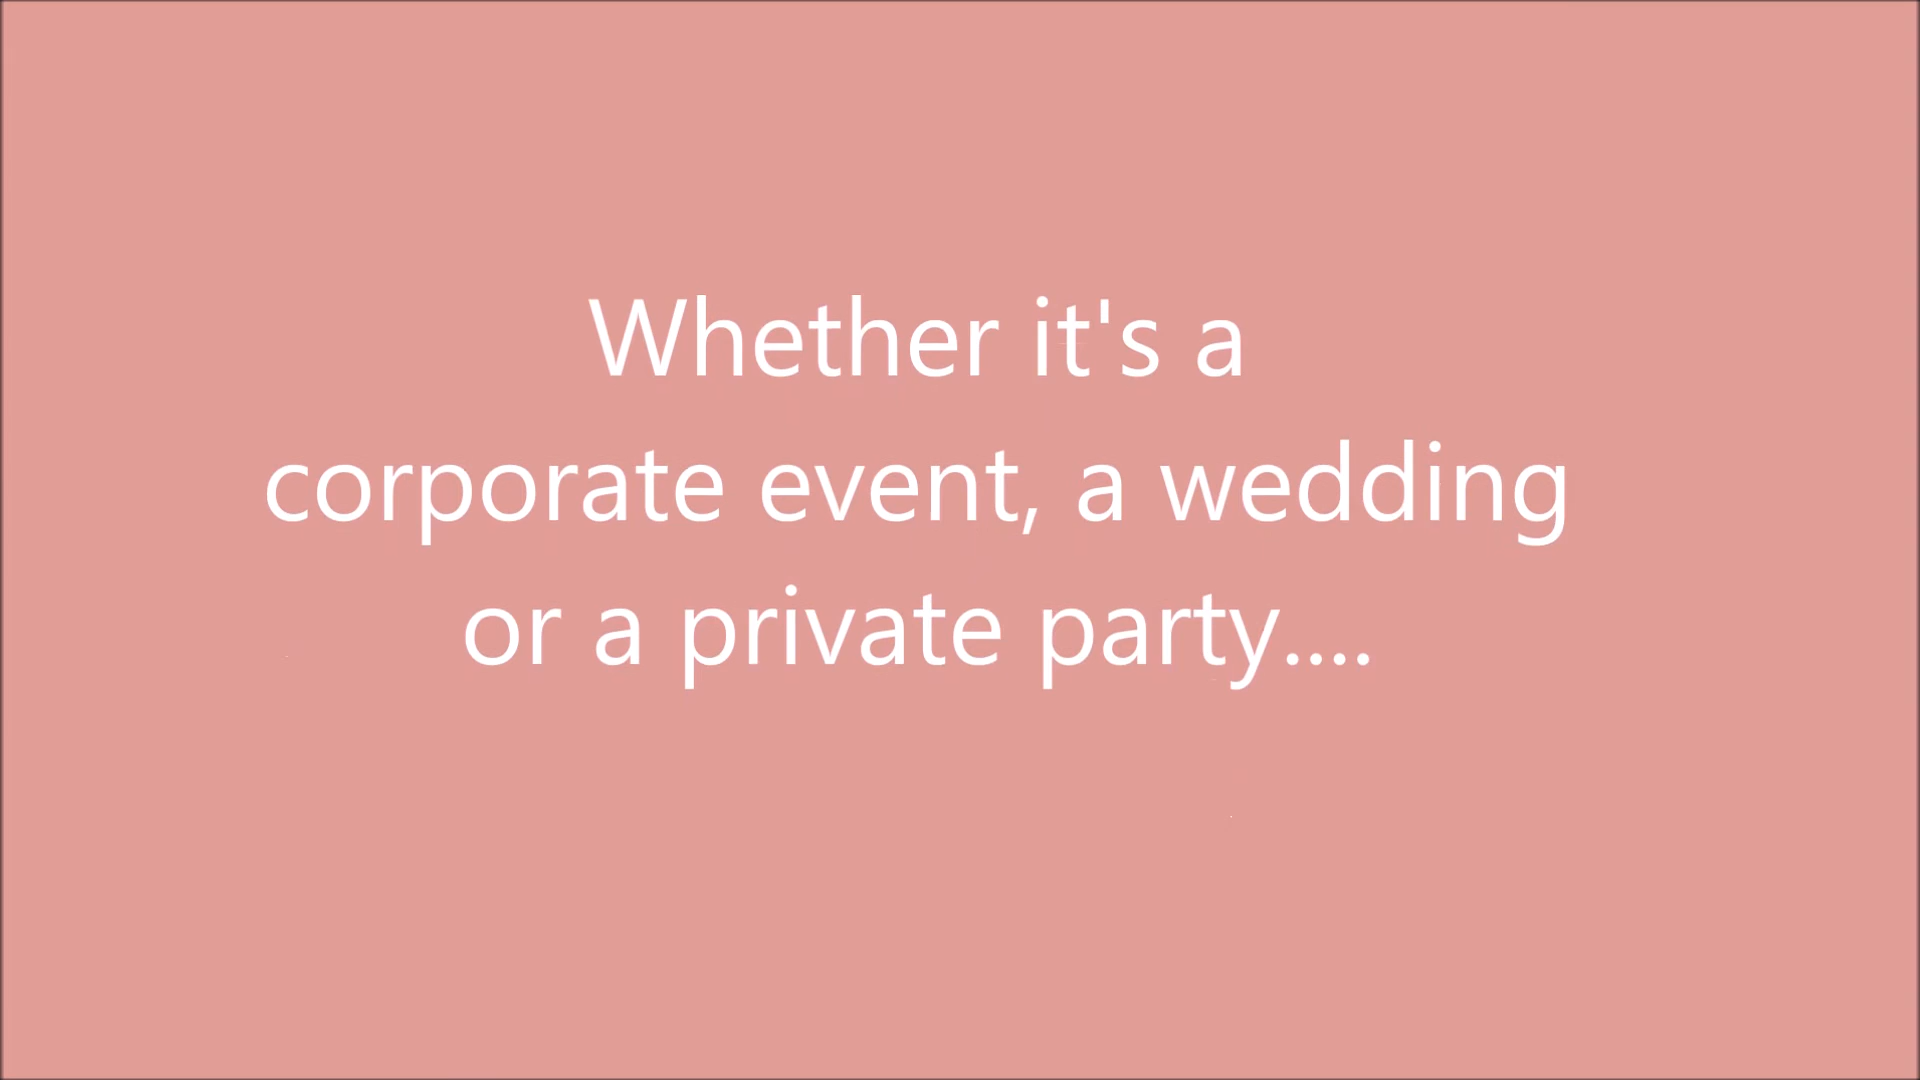 Whether it's a
corporate event, a wedding
or a private party....